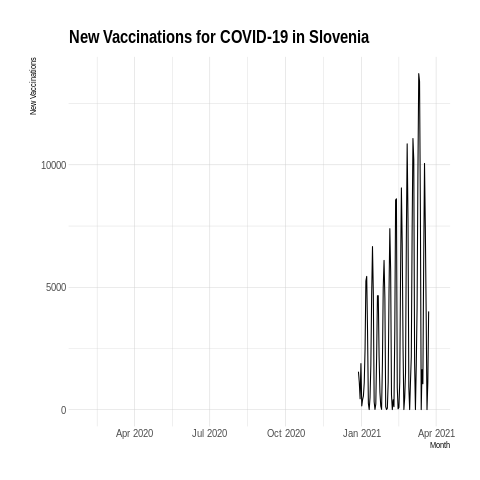 New Vaccinations for COVID-19 in Slovenia
New Vaccinations
10000
5000
0
Apr 2020 Jul 2020 Oct 2020 Jan 2021 Apr 2021
Month